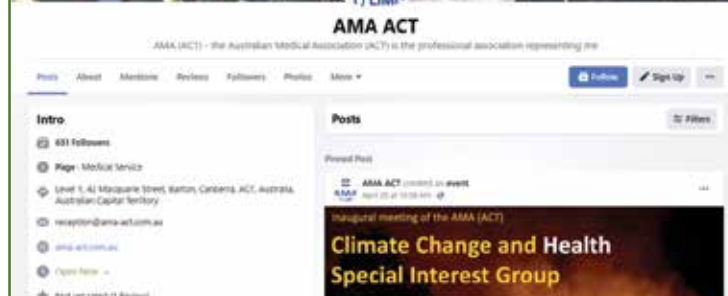 AMA ACT
AMA (ACT) - the Australian Medical Association (ACT) is the professional association representing me
Posts About Mentions Reviews Followers Photos More
Follow Sign Up
Intro
Followers
Page · Medical Service
Level 1, 42 Macquarie Street, Barton, Canberra, ACT, Australia,
Australian Capital Territory
reception@ama-act.com.au
ama-act.com.au
Open Now
Posts
Filters
Pinned Post
AMA ACT created an event
Inaugural meeting of the AMA (ACT)
Climate Change and Health
Special Interest Group